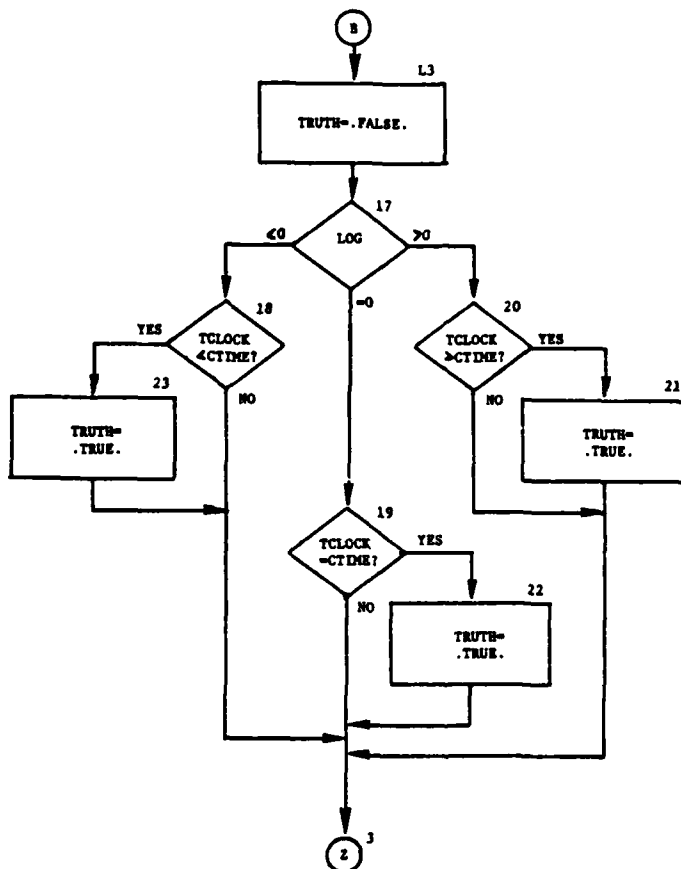 B
L3
TRUTH=.FALSE.
17
LOG
<0
>0
=0
18
TCLOCK
<CTIME?
YES
NO
20
TCLOCK
>CTIME?
YES
NO
23
TRUTH=
.TRUE.
21
TRUTH=
.TRUE.
19
TCLOCK
=CTIME?
YES
NO
22
TRUTH=
.TRUE.
Z
3